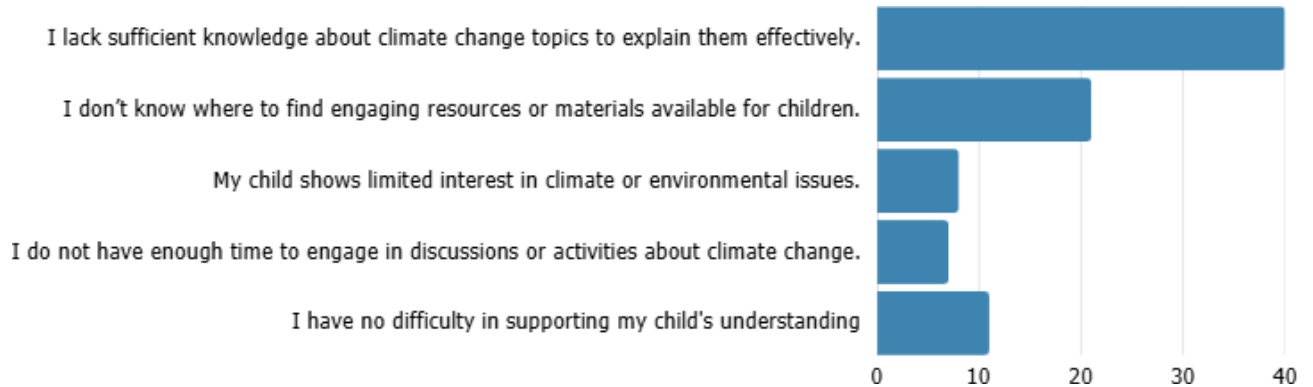 I lack sufficient knowledge about climate change topics to explain them effectively.
I don’t know where to find engaging resources or materials available for children.
My child shows limited interest in climate or environmental issues.
I do not have enough time to engage in discussions or activities about climate change.
I have no difficulty in supporting my child's understanding
0 10 20 30 40